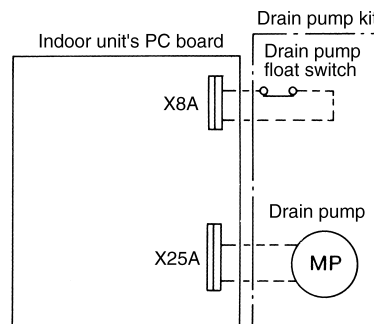 Drain pump kit
Indoor unit's PC board
Drain pump
float switch
X8A
Drain pump
X25A
MP